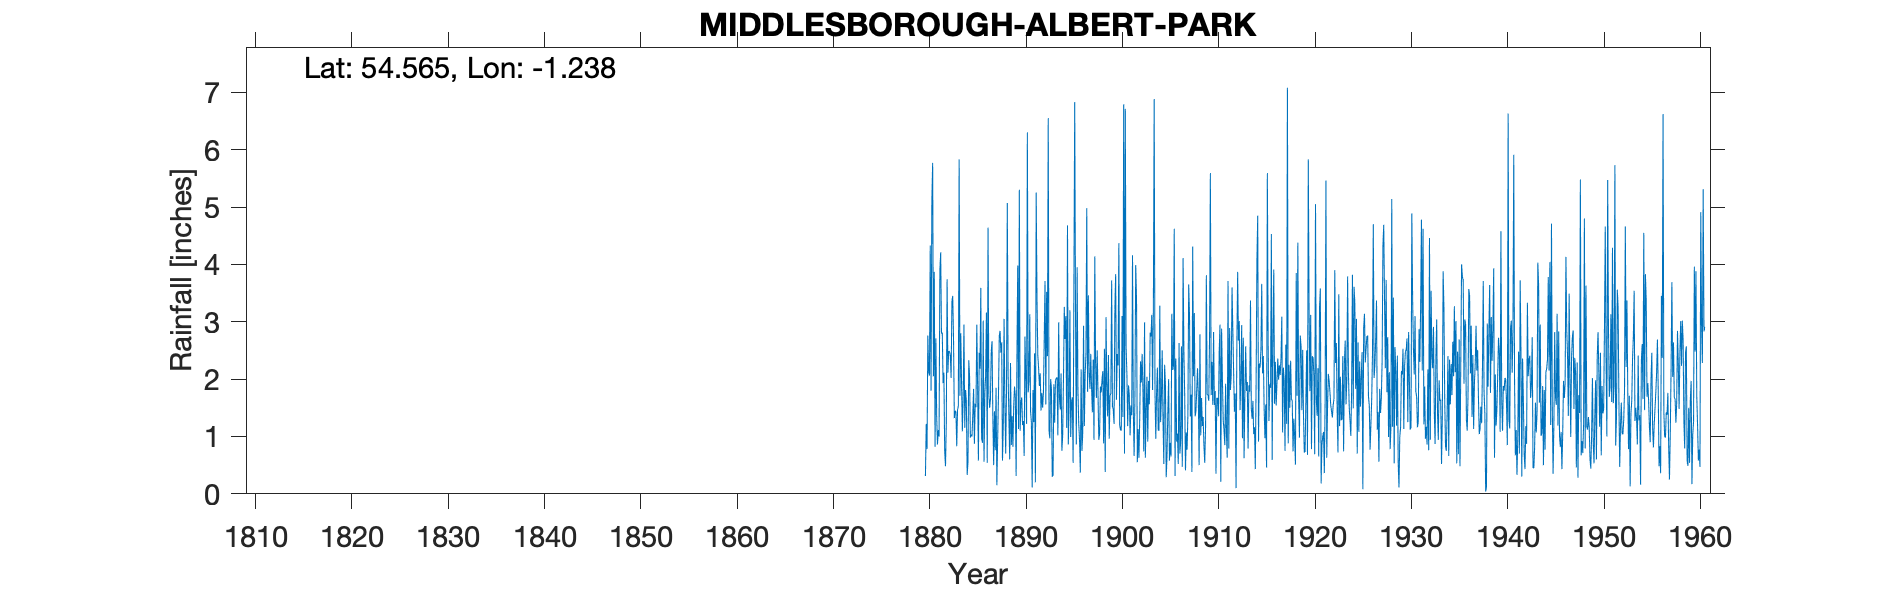 MIDDLESBOROUGH-ALBERT-PARK
Lat: 54.565, Lon: -1.238
7
6
5
4
3
2
1
0
Rainfall [inches]
1810 1820 1830 1840 1850 1860 1870 1880 1890 1900 1910 1920 1930 1940 1950 1960
Year